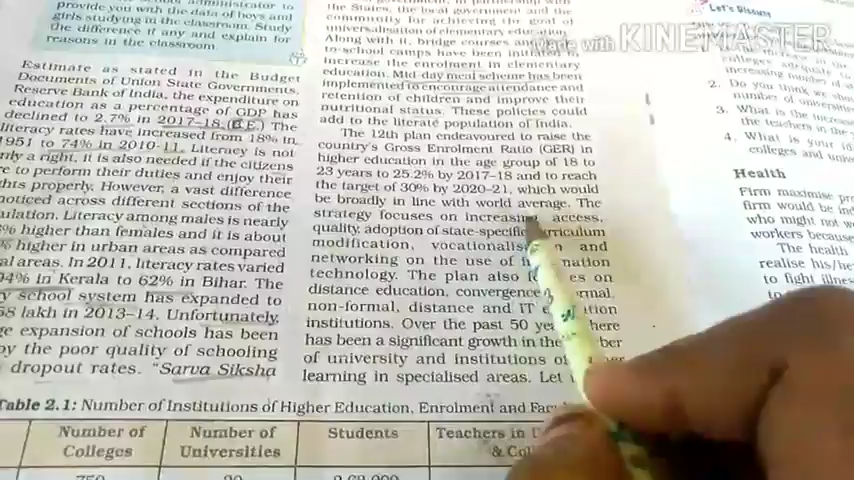 school administrator to
provide you with the data of boys and
girls studying in the classroom. Study
the difference if any and explain for
reasons in the classroom.
Estimate as stated in the Budget
Documents of Union State Governments,
Reserve Bank of India, the expenditure on
education as a percentage of GDP has
declined to 2.7% in 2017-18 (B.E.) The
literacy rates have increased from 18% in
1951 to 74% in 2010-11. Literacy is not
only a right, it is also needed if the citizens
are to perform their duties and enjoy their
rights properly. However, a vast difference
noticed across different sections of the
Literacy among males is nearly
higher than females and it is about
higher in urban areas as compared
areas. In 2011, literacy rates varied
94% in Kerala to 62% in Bihar. The
school system has expanded to
lakh in 2013-14. Unfortunately,
expansion of schools has been
by the poor quality of schooling
dropout rates. "Sarva Siksha
the States, the local government and the
community for achieving the goal of
universalisation of elementary education.
Along with it, bridge courses and
to-school camps have been initiated to
increase the enrolment in elementary
education. Mid-day meal scheme has been
implemented to encourage attendance and
retention of children and improve their
nutritional status. These policies could
add to the literate population of India.
The 12th plan endeavoured to raise the
country's Gross Enrolment Ratio (GER) in
higher education in the age group of 18 to
23 years to 25.2% by 2017-18 and to reach
the target of 30% by 2020-21, which would
be broadly in line with world average. The
strategy focuses on increasing access,
quality, adoption of state-specific curriculum
modification, and
networking on the use of
technology. The plan also on
distance education, convergence
non-formal, distance and IT
institutions. Over the past 50 there
has been a significant growth in the
of university and institutions of
learning in specialised areas. Let
Table 2.1: Number of Institutions of Higher Education, Enrolment and
Number of Colleges
Number of Universities
Students
Teachers in
750
Made with KINEMASTER
Let's Discuss
colleges adequate
increasing number of
2. Do you think we
number of
3. What is the
the teachers in the
4. What is your
colleges and
Health
Firm maximise
firm would be
who might not
workers because
The health
realise his/her
to fight